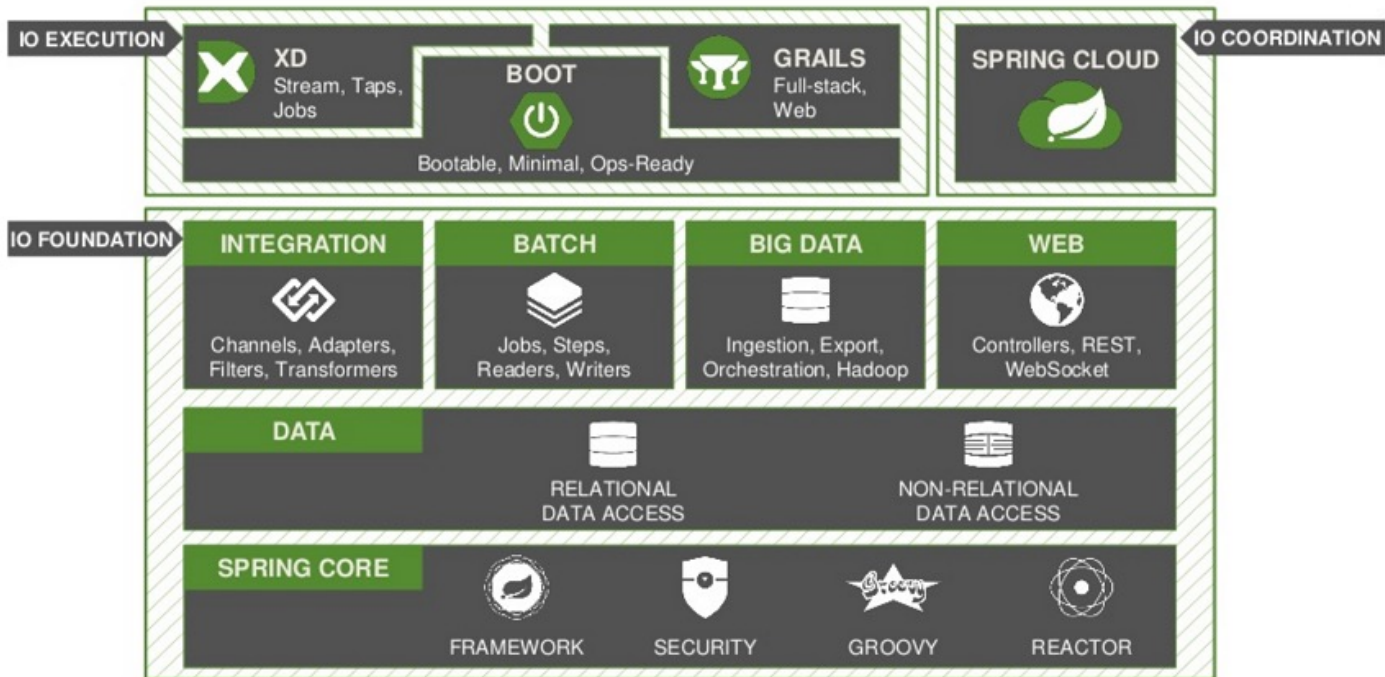 IO EXECUTION
XD
Stream, Taps,
Jobs
BOOT
Bootable, Minimal, Ops-Ready
GRAILS
Full-stack,
Web
SPRING CLOUD
IO COORDINATION
IO FOUNDATION
INTEGRATION
Channels, Adapters,
Filters, Transformers
BATCH
Jobs, Steps,
Readers, Writers
BIG DATA
Ingestion, Export,
Orchestration, Hadoop
WEB
Controllers, REST,
WebSocket
DATA
RELATIONAL
DATA ACCESS
NON-RELATIONAL
DATA ACCESS
SPRING CORE
FRAMEWORK
SECURITY
Groovy
GROOVY
REACTOR